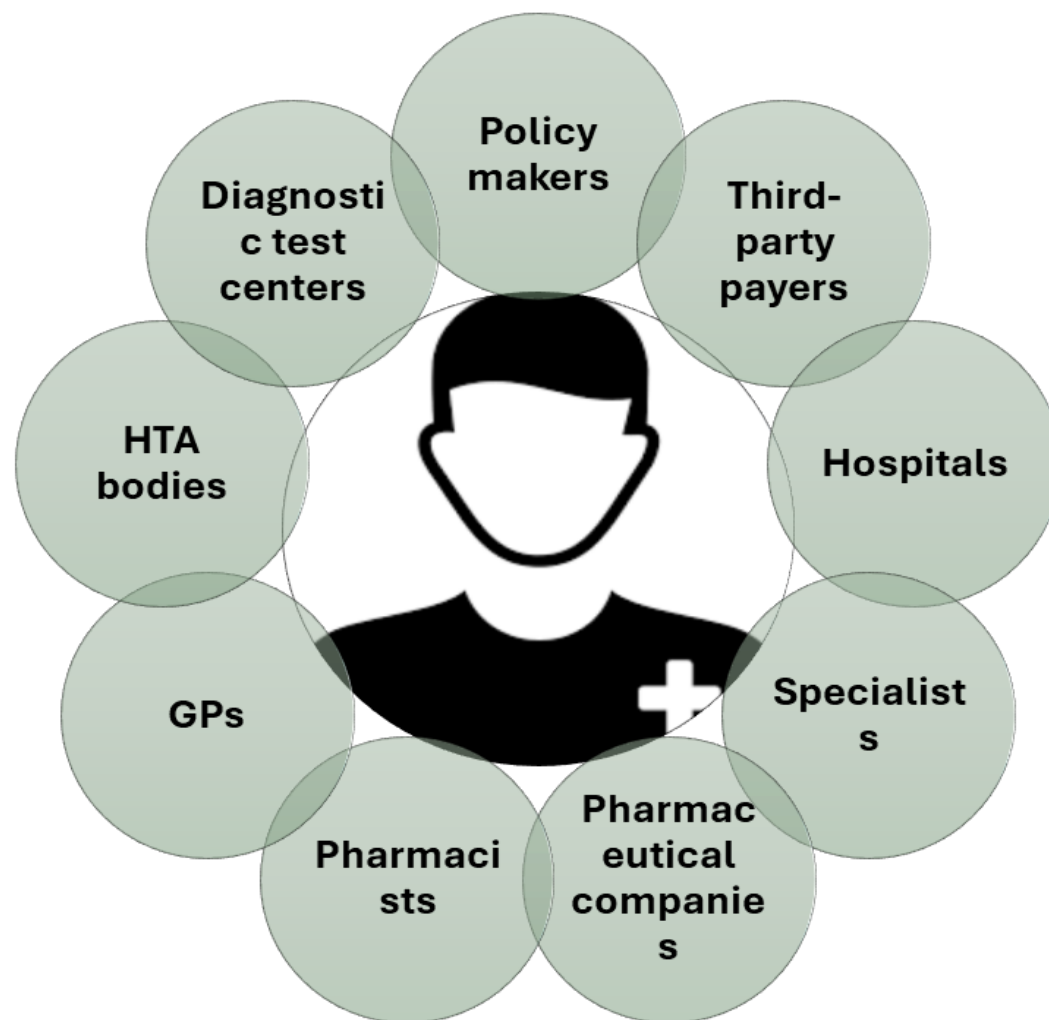 Policy
makers
Third-
party
payers
Hospitals
Specialist
s
Pharmac
eutical
companie
s
Pharmaci
sts
GPs
HTA
bodies
Diagnosti
c test
centers